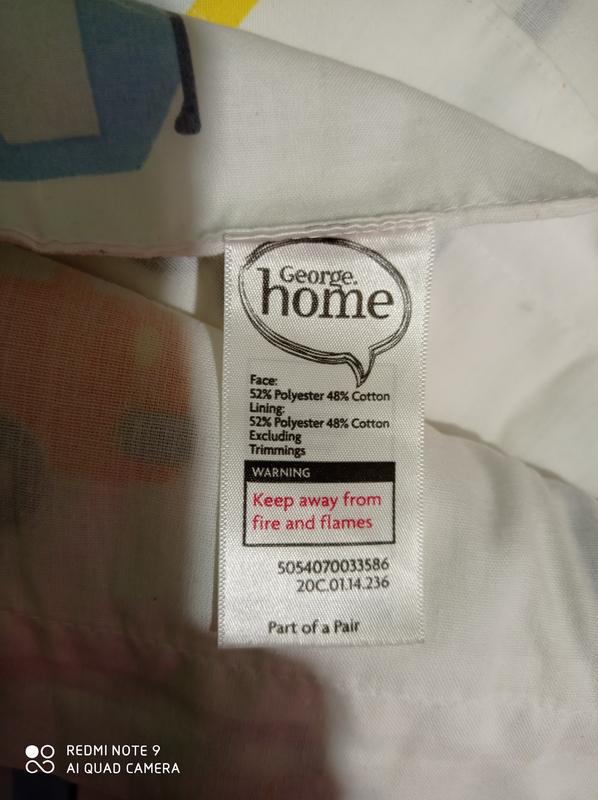 George.
home
Face:
52% Polyester 48% Cotton
Lining:
52% Polyester 48% Cotton
Excluding
Trimmings
WARNING
Keep away from
fire and flames
5054070033586
20C.01.14.236
Part of a Pair
REDMI NOTE 9
AI QUAD CAMERA